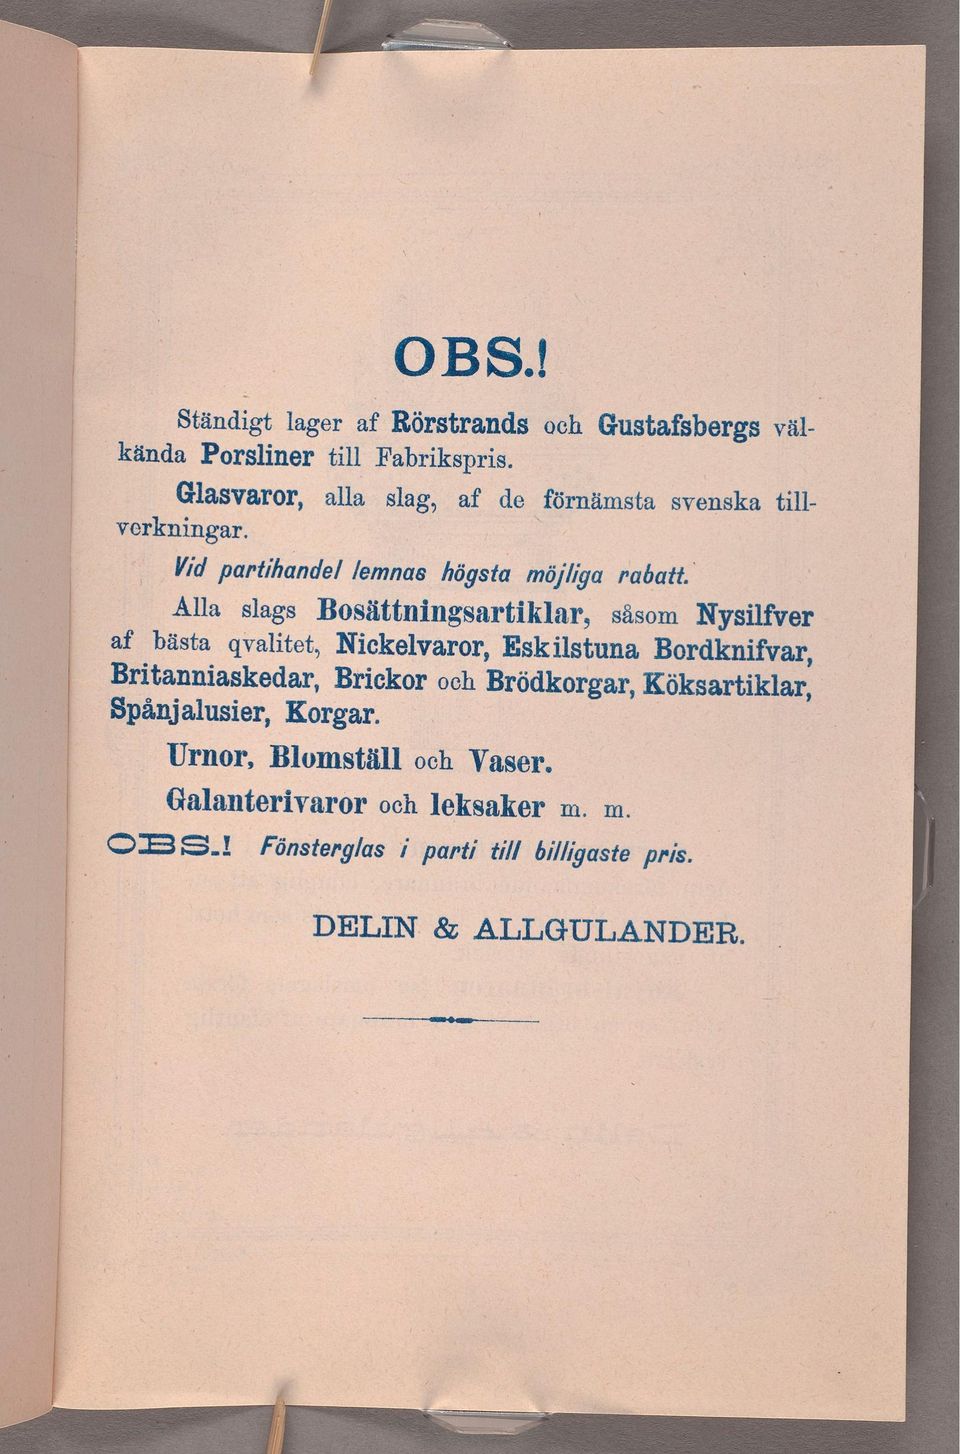 OBS.!
Ständigt lager af Rörstrands och Gustafsbergs väl-
kända Porsliner till Fabrikspris.
Glasvaror, alla slag, af de förnämsta svenska till-
verkningar.
Vid partihandel lemnas högsta möjliga rabatt.
Alla slags Bosättningsartiklar, såsom Nysilfver
af bästa qvalitet, Nickelvaror, Eskilstuna Bordknifvar,
Britanniaskedar, Brickor och Brödkorgar, Köksartiklar,
Spånjalusier, Korgar.
Urnor, Blomställ och Vaser.
Galanterivaror och leksaker m. m.
OBS.! Fönsterglas i parti till billigaste pris.
DELIN & ALLGULANDER.